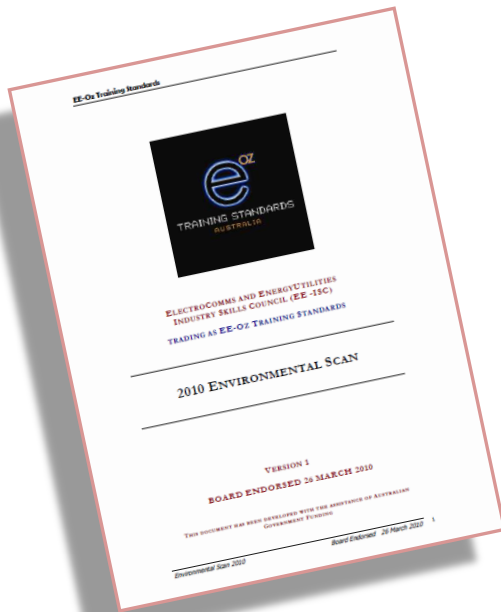 EE-Oz Training Standards
e oz
TRAINING STANDARDS
AUSTRALIA
ELECTROCOMMS AND ENERGYUTILITIES
INDUSTRY SKILLS COUNCIL (EE -ISC)
TRADING AS EE-OZ TRAINING STANDARDS
2010 ENVIRONMENTAL SCAN
VERSION 1
BOARD ENDORSED 26 MARCH 2010
THIS DOCUMENT HAS BEEN DEVELOPED WITH THE ASSISTANCE OF AUSTRALIAN
GOVERNMENT FUNDING
Environmental Scan 2010 Board Endorsed 26 March 2010 1